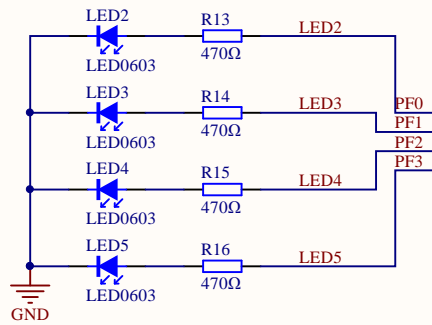 LED2 R13 LED2
LED0603 470Ω
LED3 R14 LED3 PF0
LED0603 470Ω PF1
LED4 R15 LED4 PF2
LED0603 470Ω PF3
LED5 R16 LED5
LED0603 470Ω
GND